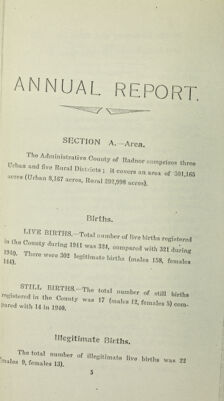 ANNUAL REPORT.
SECTION A.—Area.
The Administrative County of Radnor comprises three
Urban and five Rural Districts; it covers an area of 301,165
acres (Urban 8,167 acres, Rural 292,998 acres).
Births.
LIVE BIRTHS.—Total number of live births registered
in the County during 1941 was 324, compared with 321 during
1940. There were 302 legitimate births (males 158, females
144).
STILL BIRTHS.—The total number of still births
registered in the County was 17 (males 12, females 5) com-
pared with 14 in 1940.
Illegitimate Births.
The total number of illegitimate live births was 22
(males 9, females 13).
5